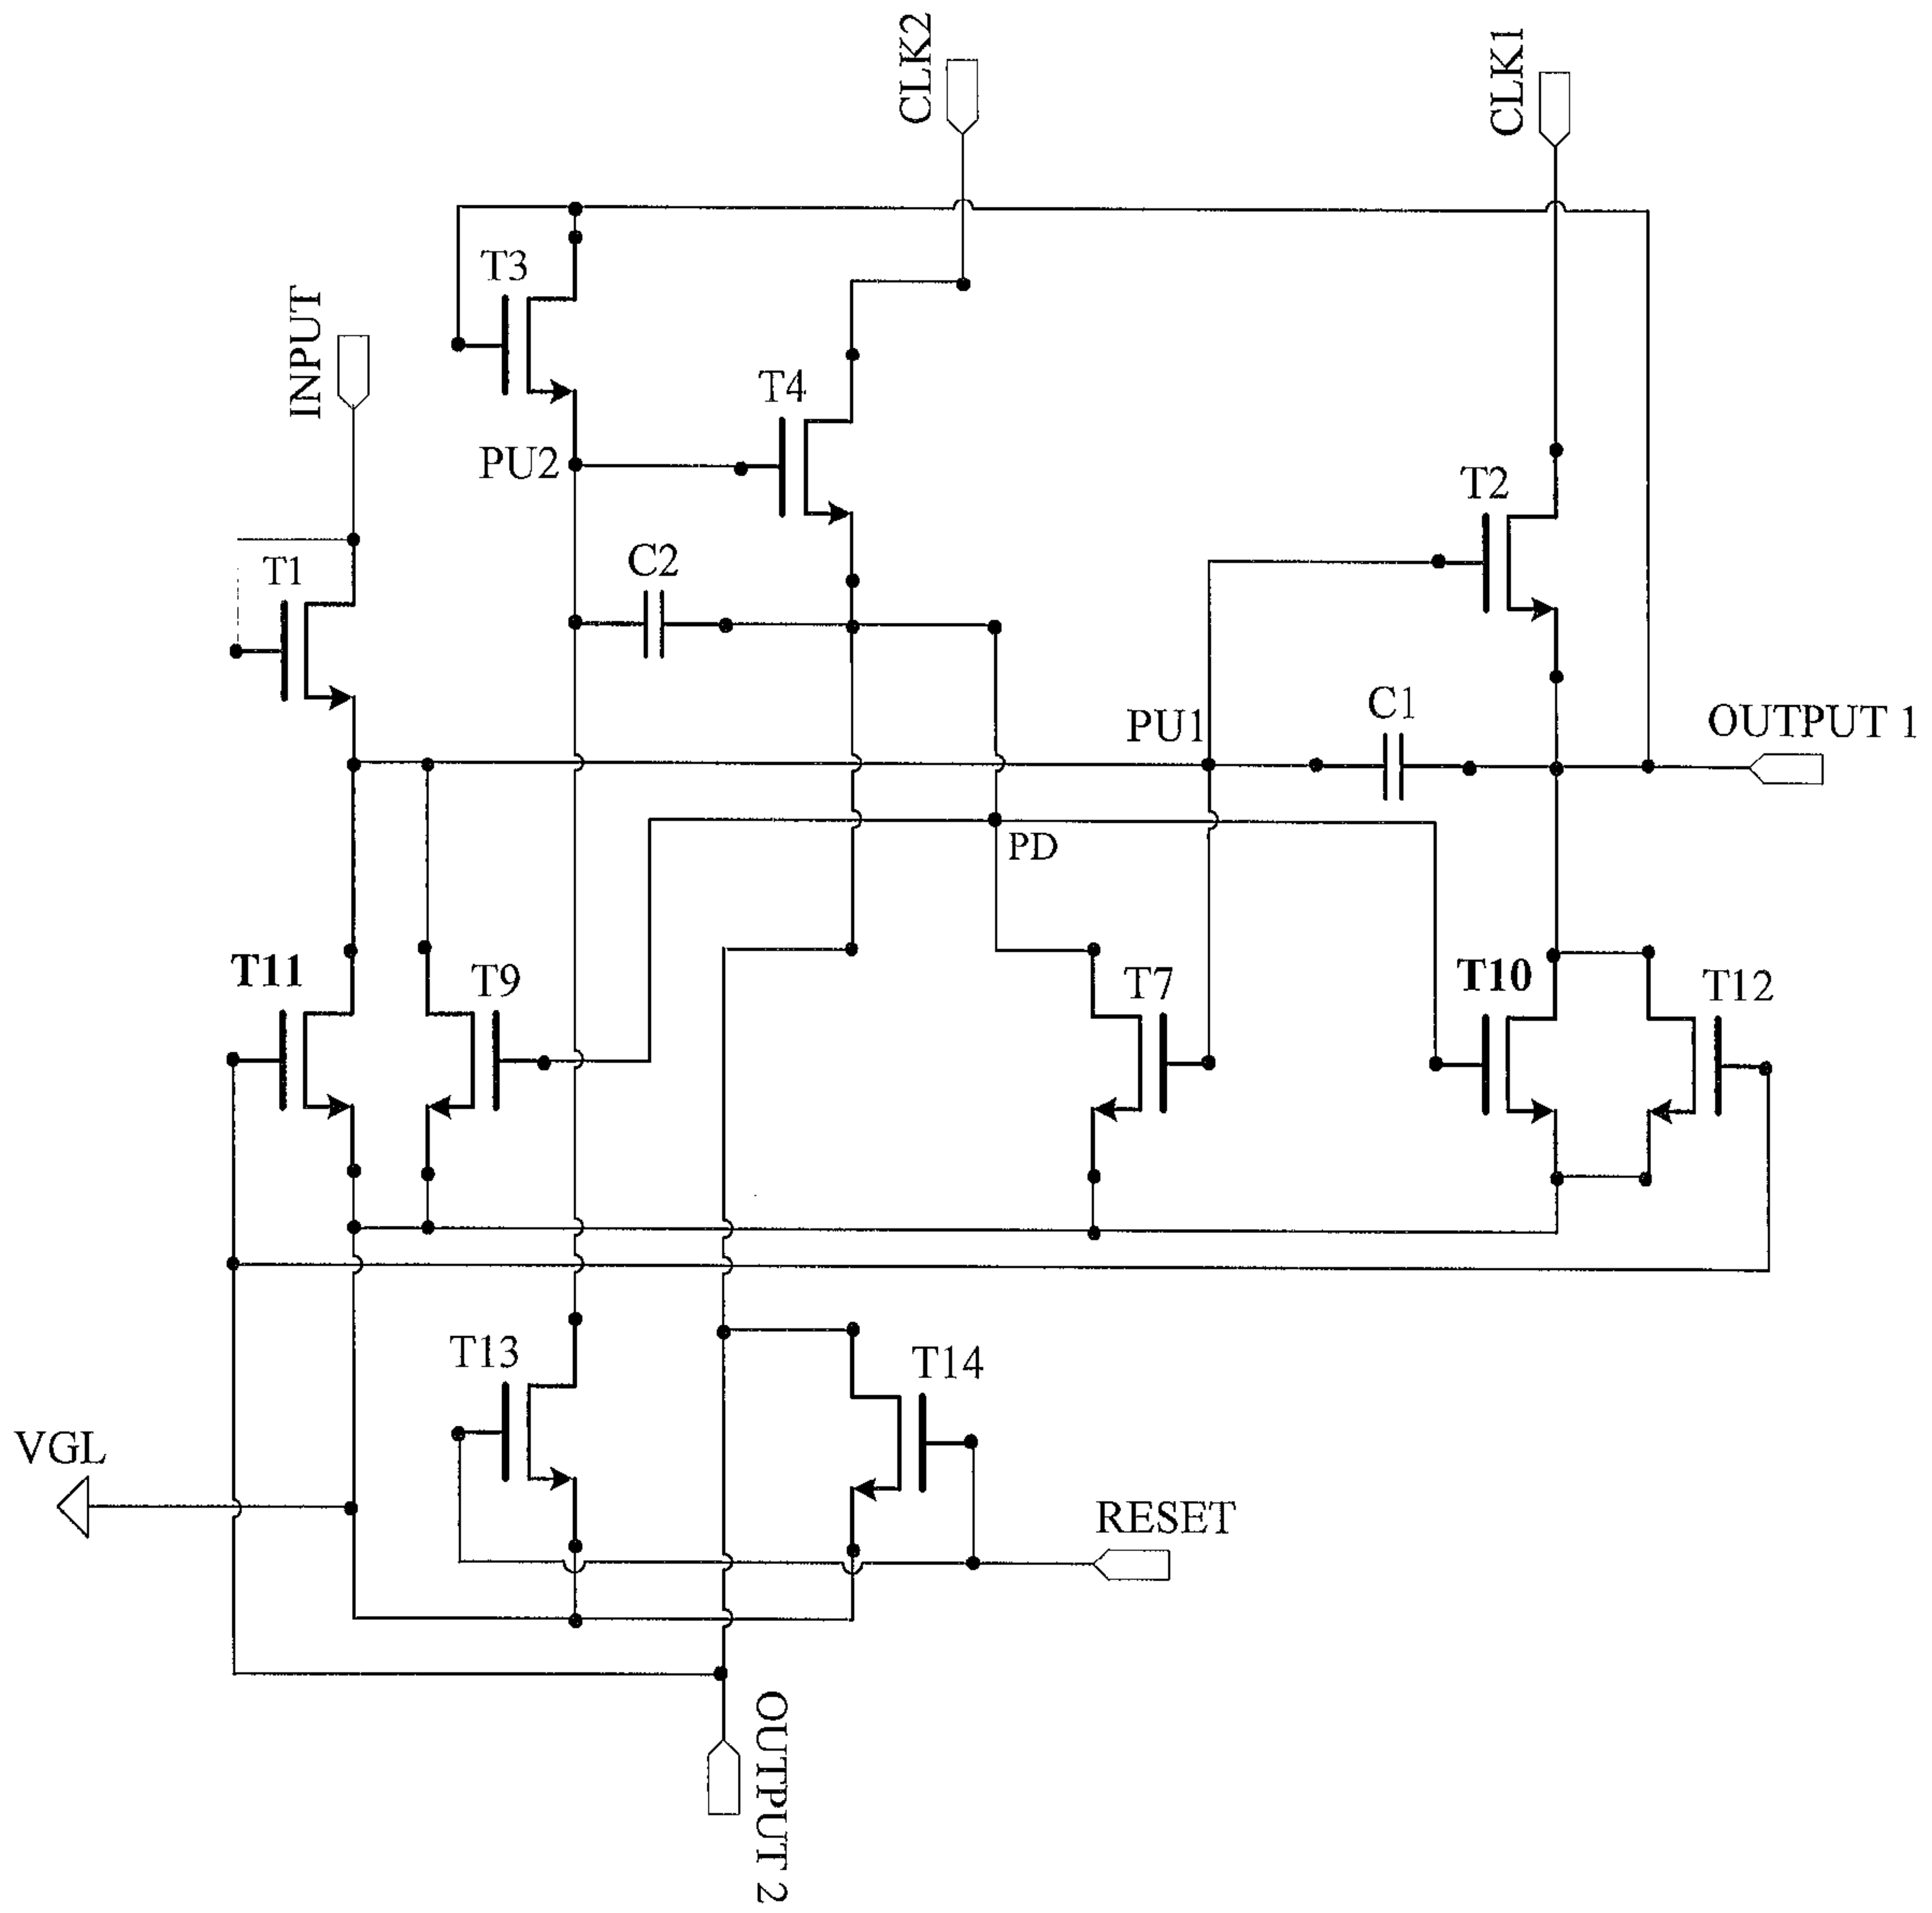 CLK2
CLK1
T3
INPUT
T4
PU2
T2
T1
C2
C1
PU1
OUTPUT 1
PD
T11
T9
T7
T10
T12
T13
T14
VGL
RESET
OUTPUT 2